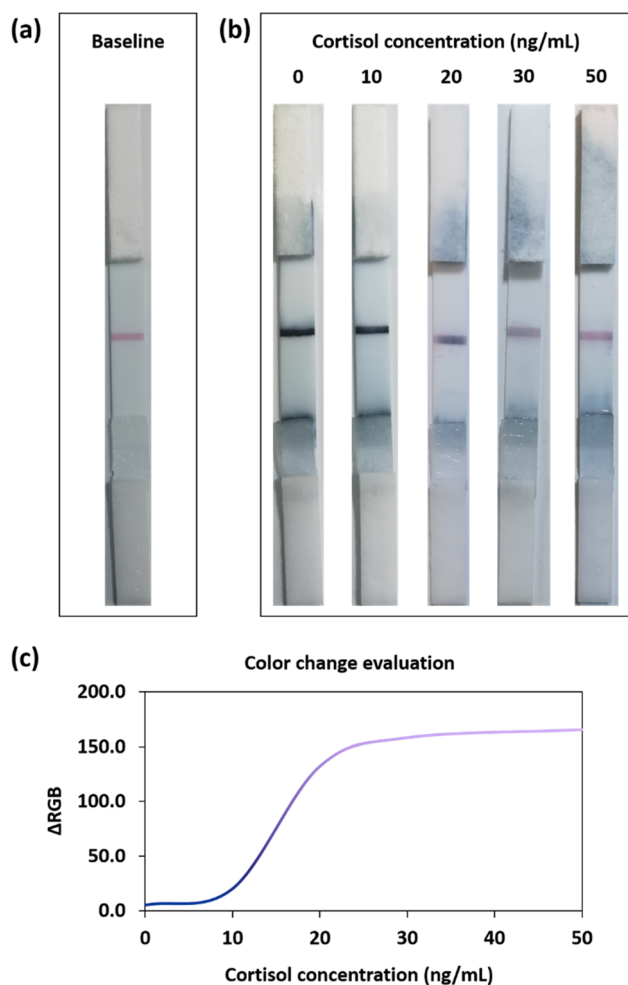 (a)
Baseline
(b)
Cortisol concentration (ng/mL)
0 10 20 30 50
(c)
Color change evaluation
200.0
150.0
100.0
50.0
0.0
ΔRGB
0 10 20 30 40 50
Cortisol concentration (ng/mL)